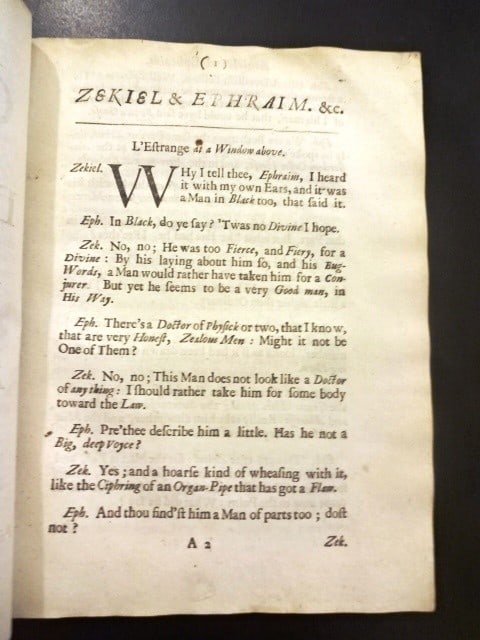 ( 1 )
ZEKIEL & EPHRAIM. &c.
L'Eſtrange at a Window above.
Zekiel. WHy I tell thee, Ephraim, I heard
it with my own Ears, and it was
a Man in Black too, that ſaid it.
Eph. In Black, do ye ſay? 'Twas no Divine I hope.
Zek. No, no; He was too Fierce, and Fiery, for a
Divine : By his laying about him ſo, and his Bug-
Words, a Man would rather have taken him for a Con-
jurer. But yet he ſeems to be a very Good man, in
His Way.
Eph. There's a Doctor of Phyſick or two, that I know,
that are very Honeſt, Zealous Men : Might it not be
One of Them ?
Zek. No, no ; This Man does not look like a Doctor
of any thing : I ſhould rather take him for ſome body
toward the Law.
Eph. Pre'thee deſcribe him a little. Has he not a
Big, deep Voyce ?
Zek. Yes ; and a hoarſe kind of wheaſing with it,
like the Ciphring of an Organ-Pipe that has got a Flaw.
Eph. And thou find'ſt him a Man of parts too ; doſt
not ?
A 2 Zek.